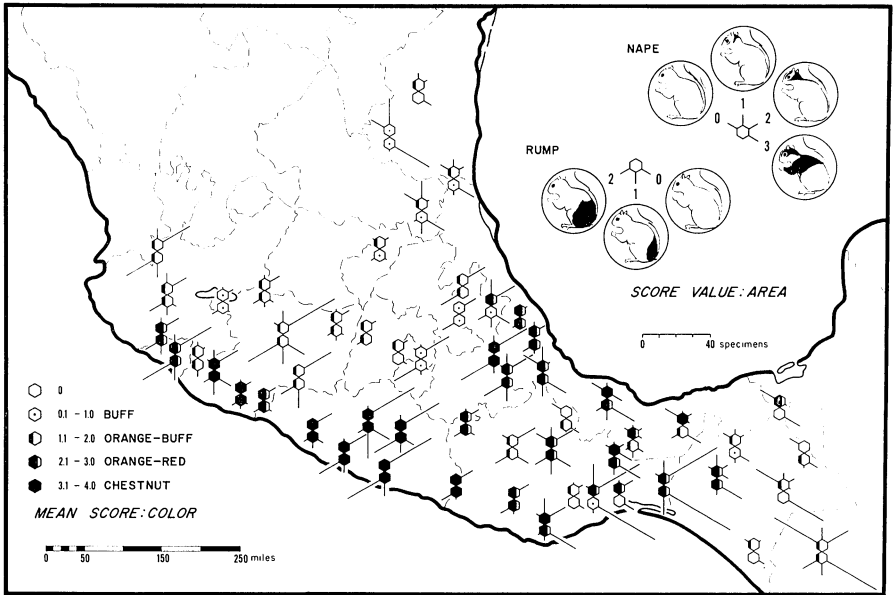 NAPE
0 1 2 3
RUMP
2 1 0
SCORE VALUE: AREA
0 40 specimens
0
0.1 – 1.0 BUFF
1.1 – 2.0 ORANGE-BUFF
2.1 – 3.0 ORANGE-RED
3.1 – 4.0 CHESTNUT
MEAN SCORE: COLOR
0 50 150 250 miles